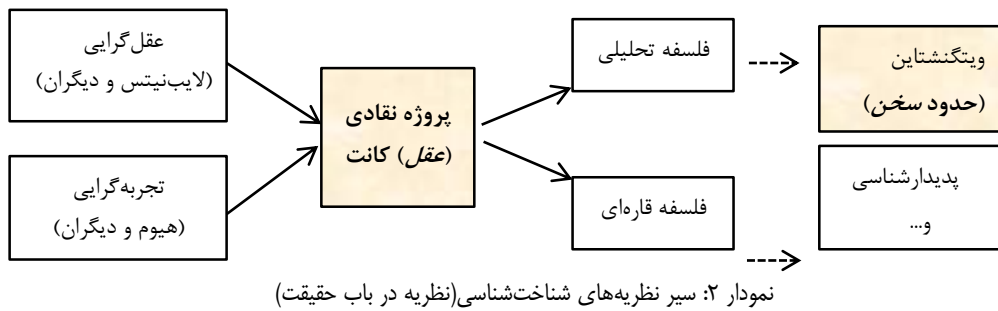 عقل‌گرایی
(لایب‌نیتس و دیگران)
تجربه‌گرایی
(هیوم و دیگران)
پروژه نقادی
(عقل) کانت
فلسفه تحلیلی
فلسفه قاره‌ای
ویتگنشتاین
(حدود سخن)
پدیدارشناسی
و...
نمودار ۲: سیر نظریه‌های شناخت‌شناسی(نظریه در باب حقیقت)